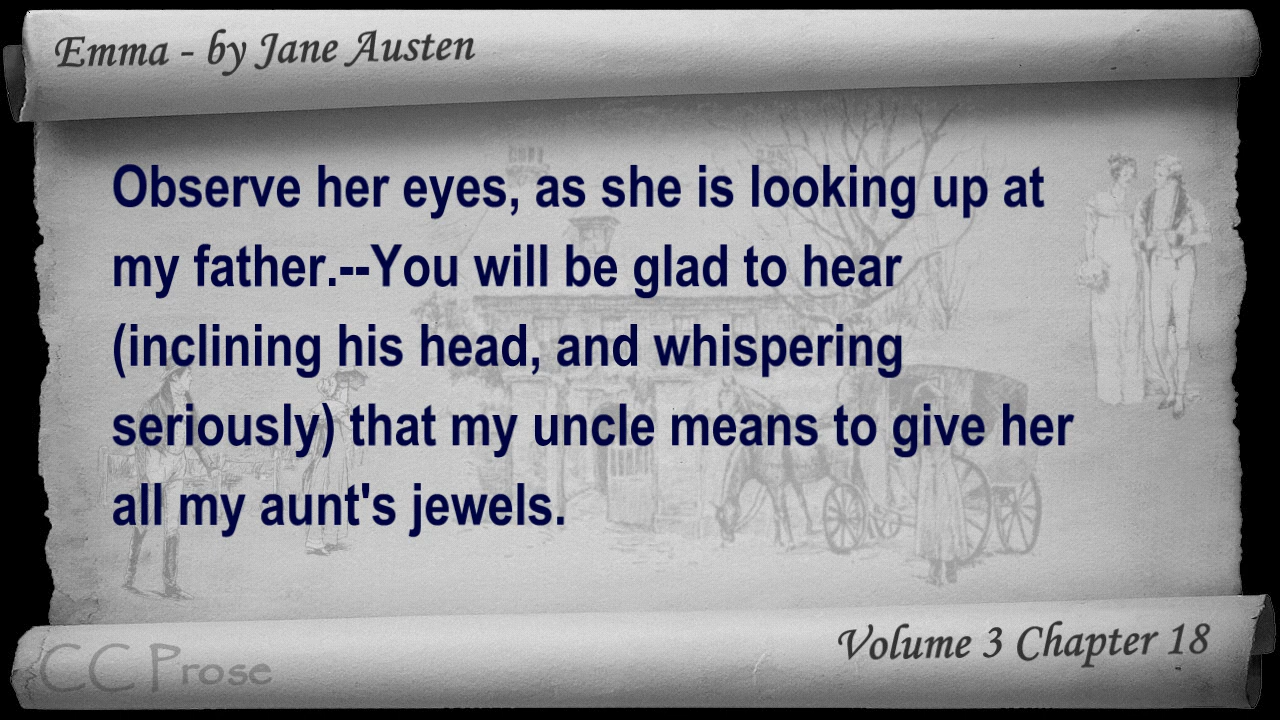 Emma - by Jane Austen
Observe her eyes, as she is looking up at
my father.--You will be glad to hear
(inclining his head, and whispering
seriously) that my uncle means to give her
all my aunt's jewels.
Volume 3 Chapter 18
CC Prose